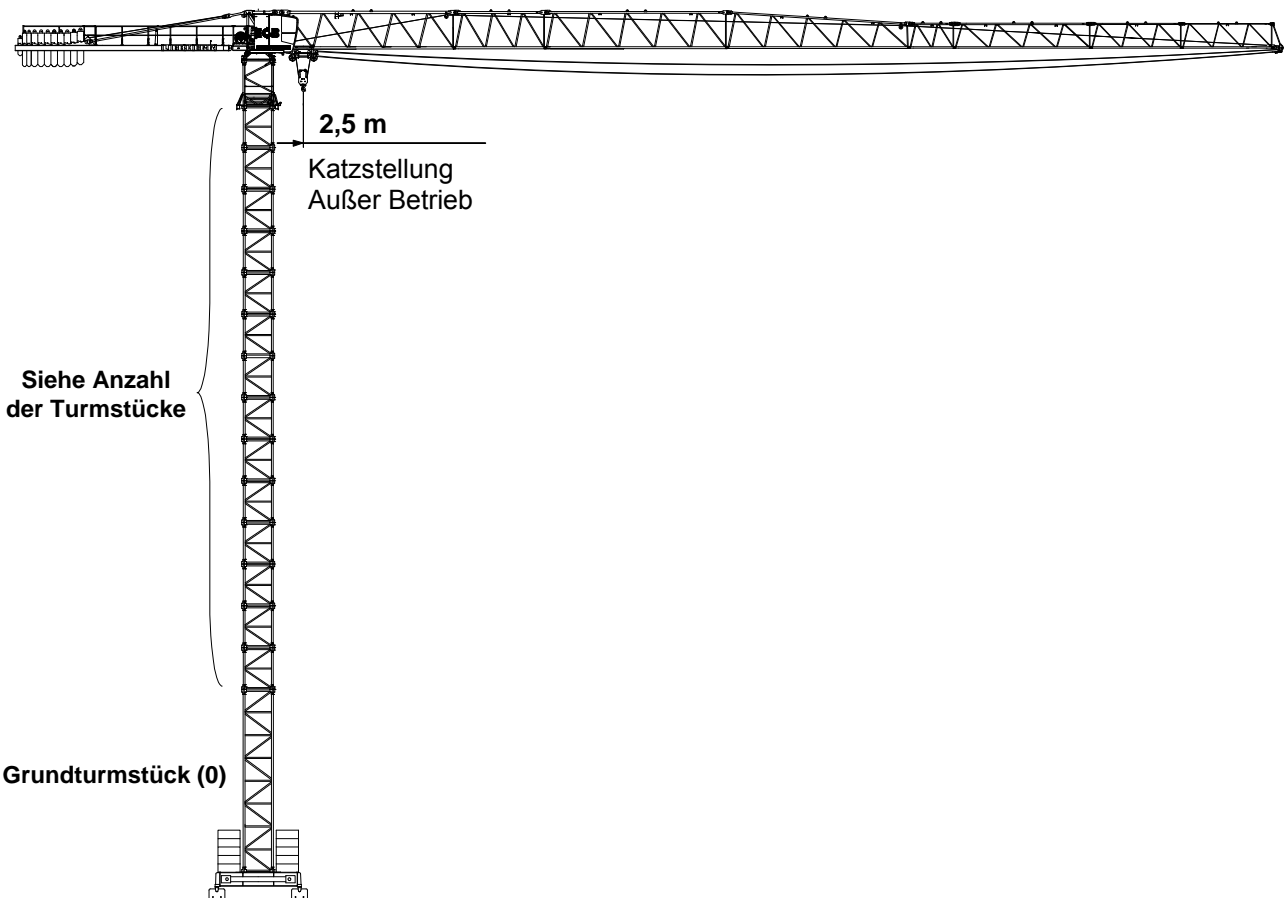 2,5 m
Katzstellung
Außer Betrieb
Siehe Anzahl
der Turmstücke
Grundturmstück (0)